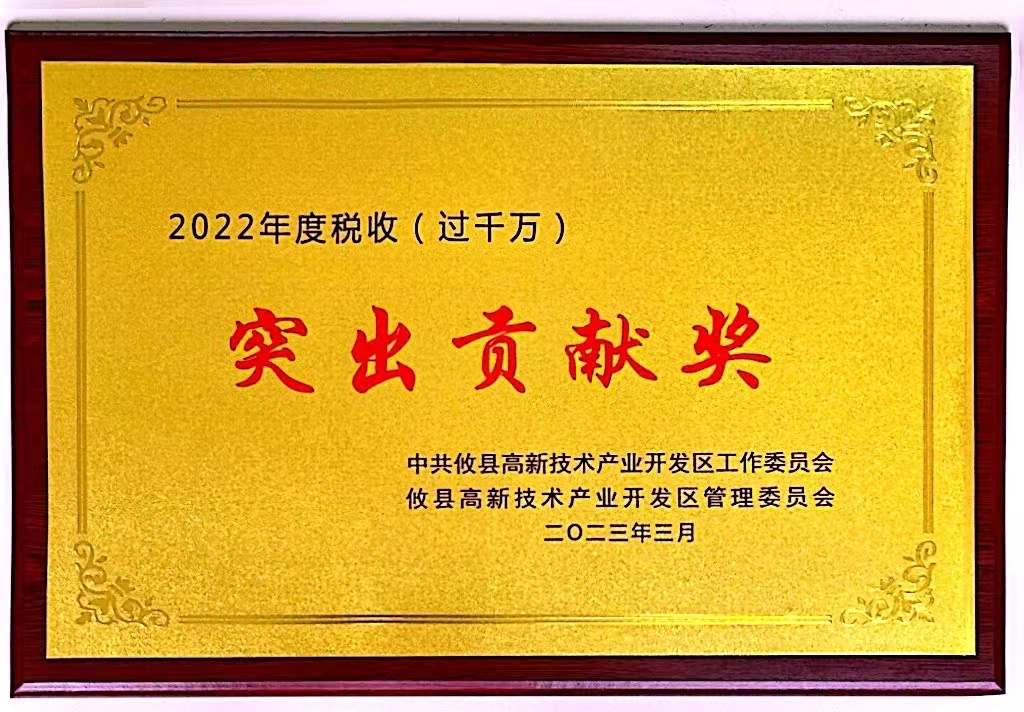 2022年度税收（过千万）
突出贡献奖
中共攸县高新技术产业开发区工作委员会
攸县高新技术产业开发区管理委员会
二〇二三年三月